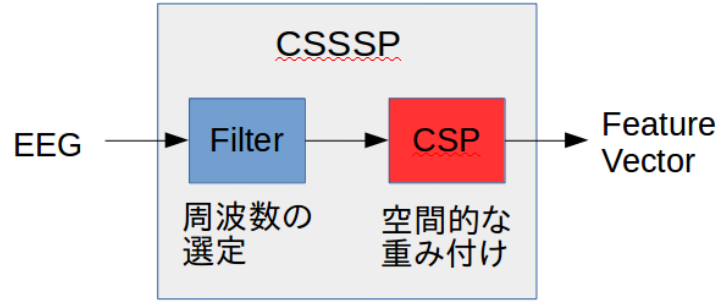 CSSSP
EEG
Filter
CSP
Feature
Vector
周波数の
選定
空間的な
重み付け